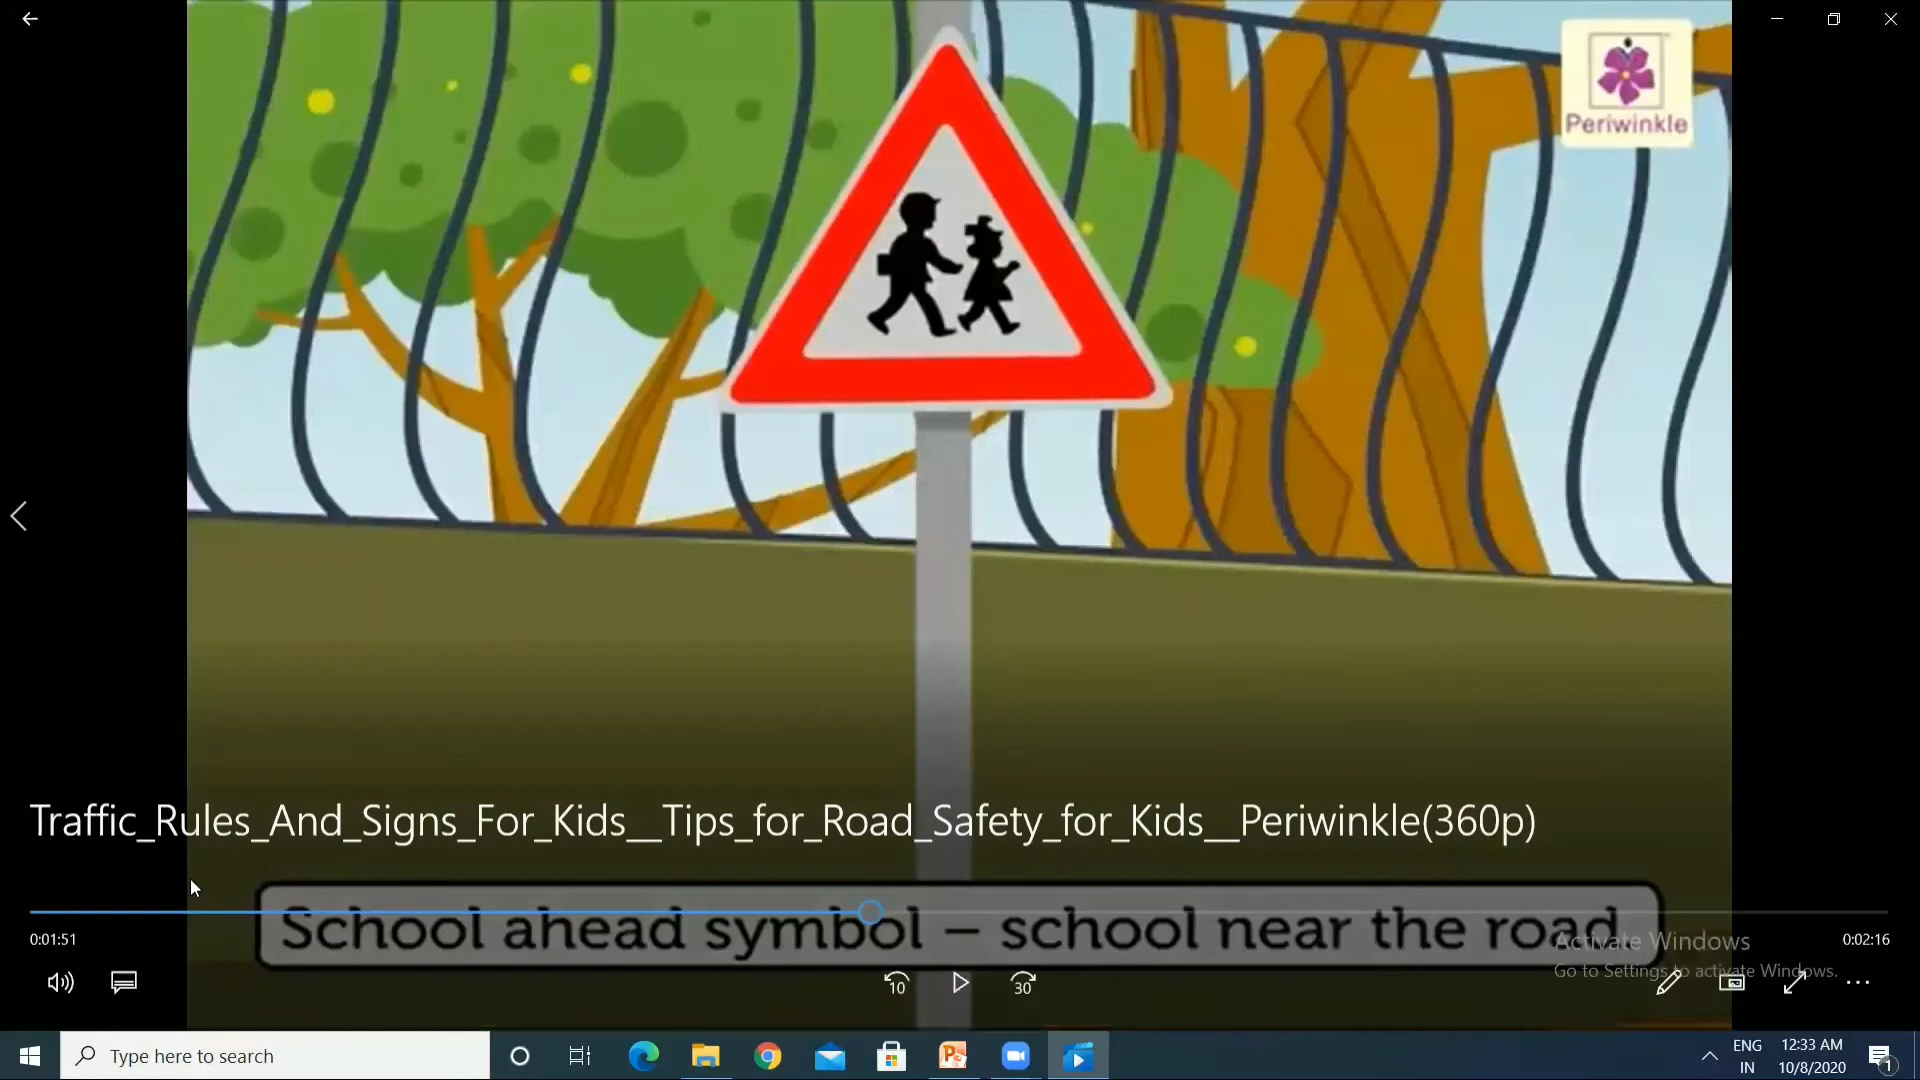 Periwinkle
Traffic_Rules_And_Signs_For_Kids__Tips_for_Road_Safety_for_Kids__Periwinkle(360p)
School ahead symbol – school near the road
0:01:51
Activate Windows
0:02:16
Go to Settings to activate Windows.
10
30
Type here to search
ENG
IN
12:33 AM
10/8/2020
1